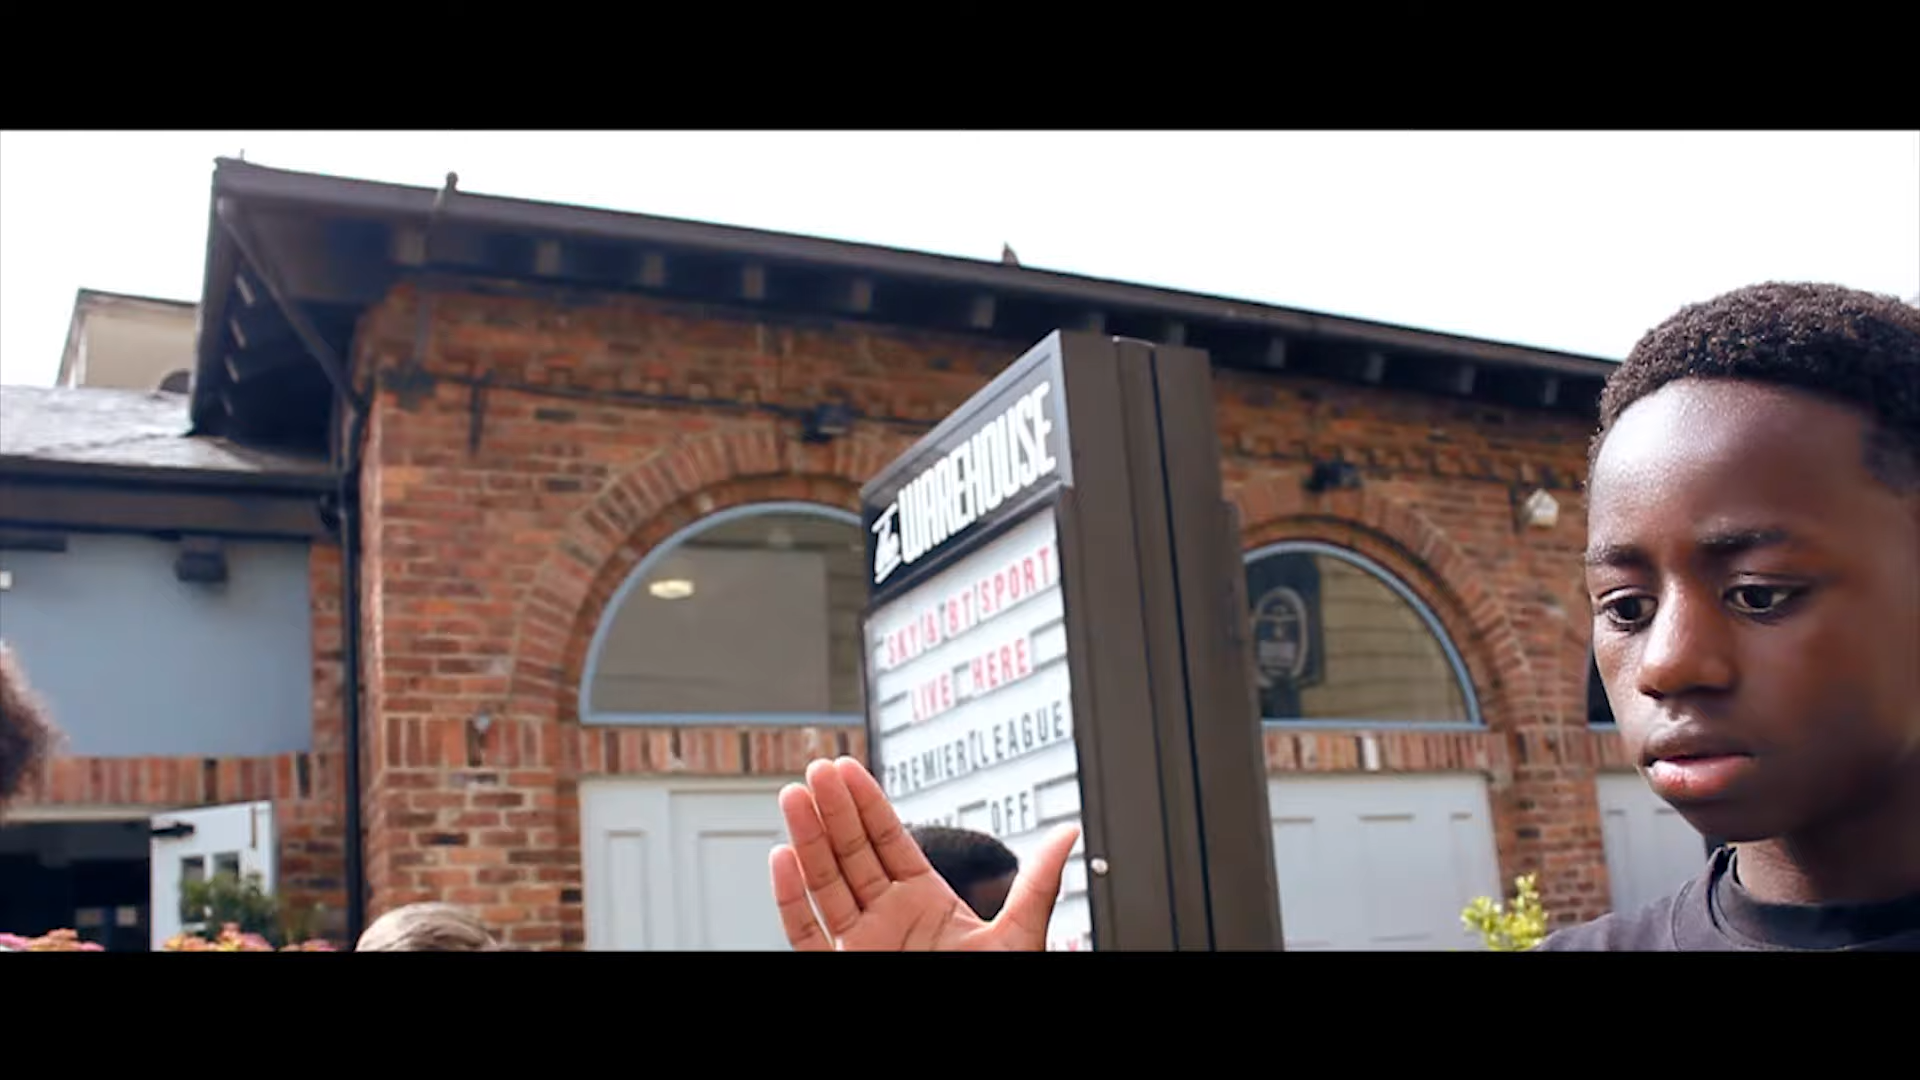 The WAREHOUSE
SKY & BT SPORT
LIVE HERE
PREMIER LEAGUE
OFF